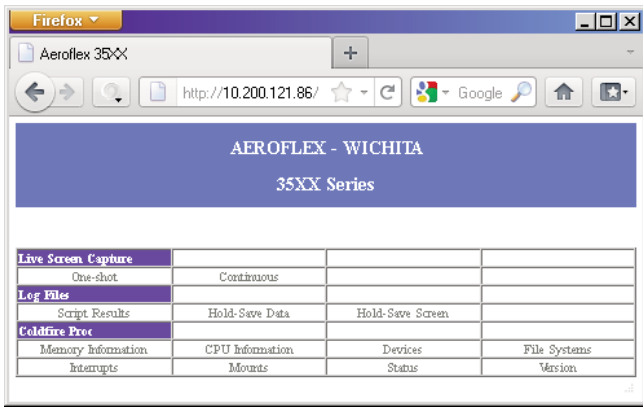 Firefox
Aeroflex 35XX
http://10.200.121.86/ Google
AEROFLEX - WICHITA
35XX Series
Live Screen Capture
One-shot Continuous
Log Files
Script Results Hold-Save Data Hold-Save Screen
Coldfire Proc
Memory Information CPU Information Devices File Systems
Interrupts Mounts Status Version